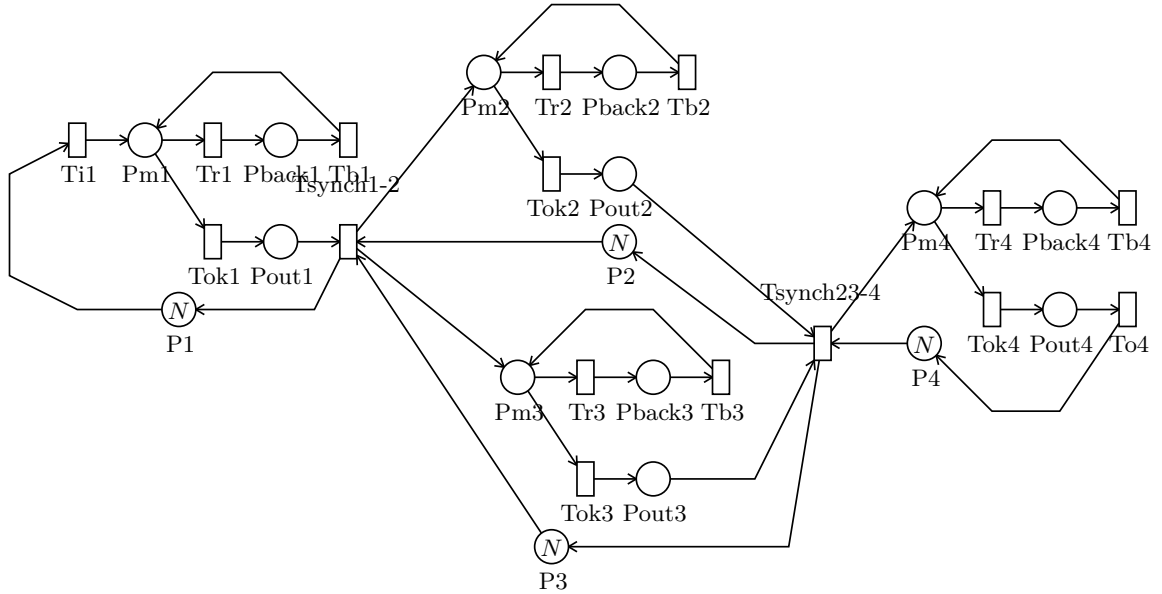 Pm2 Tr2 Pback2 Tb2
Ti1 Pm1 Tr1 Pback1 Tb1
Tsynch1-2
Tok2 Pout2
Pm4 Tr4 Pback4 Tb4
N
Tok1 Pout1
P2
Tsynch23-4
N
P1
N
Tok4 Pout4 To4
P4
Pm3 Tr3 Pback3 Tb3
Tok3 Pout3
N
P3